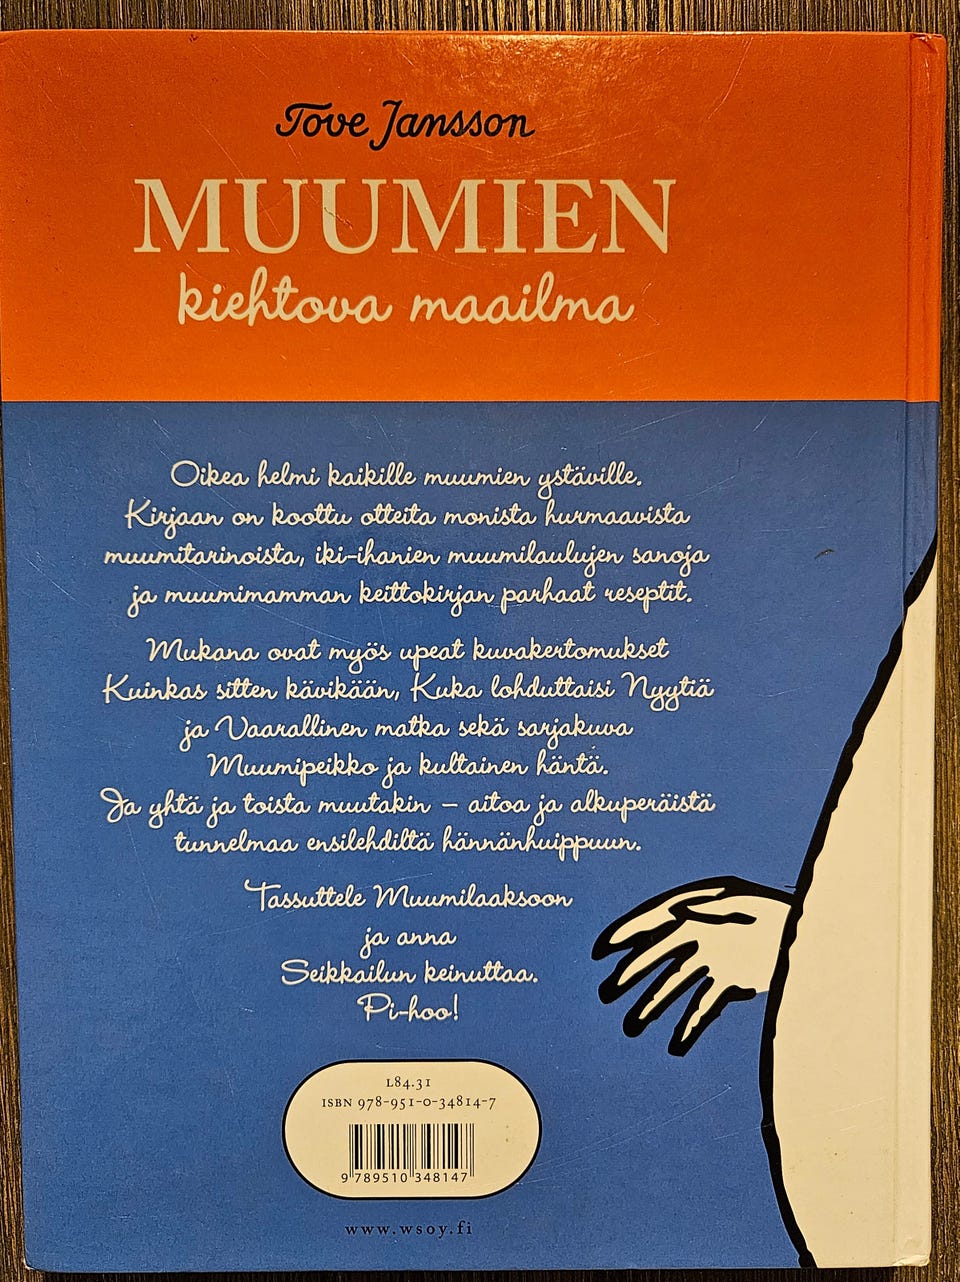 Tove Jansson
MUUMIEN
kiehtova maailma
Oikea helmi kaikille muumien ystäville.
Kirjaan on koottu otteita monista hurmaavista
muumitarinoista, iki-ihanien muumilaulujen sanoja
ja muumimamman keittokirjan parhaat reseptit.
Mukana ovat myös upeat kuvakertomukset
Kuinkas sitten kävikään, Kuka lohduttaisi Nyytiä
ja Vaarallinen matka sekä sarjakuva
Muumipeikko ja kultainen häntä.
Ja yhtä ja toista muutakin – aitoa ja alkuperäistä
tunnelmaa ensilehdiltä hännänhuippuun.
Tassuttele Muumilaaksoon
ja anna
Seikkailun keinuttaa.
Pi-hoo!
L84.31
ISBN 978-951-0-34814-7
9 789510 348147
www.wsoy.fi